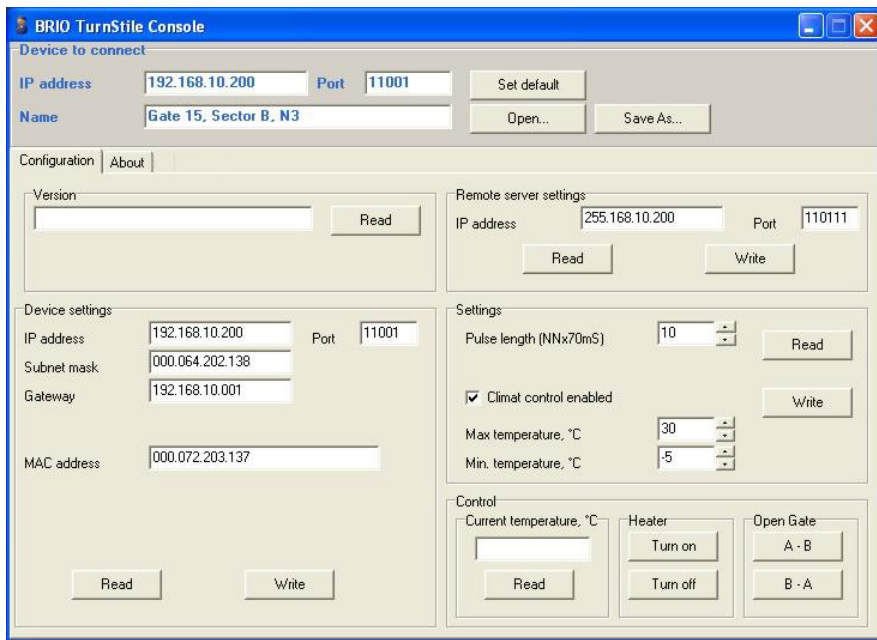 BRIO TurnStile Console
Device to connect
IP address 192.168.10.200 Port 11001 Set default
Name Gate 15, Sector B, N3 Open... Save As...
Configuration About
Version
Read
Remote server settings
IP address 255.168.10.200 Port 110111
Read Write
Device settings
IP address 192.168.10.200 Port 11001
Subnet mask 000.064.202.138
Gateway 192.168.10.001
MAC address 000.072.203.137
Read Write
Settings
Pulse length (NNx70mS) 10 Read
Climat control enabled Write
Max temperature, °C 30
Min. temperature, °C -5
Control
Current temperature, °C Heater Open Gate
Turn on A - B
Read Turn off B - A